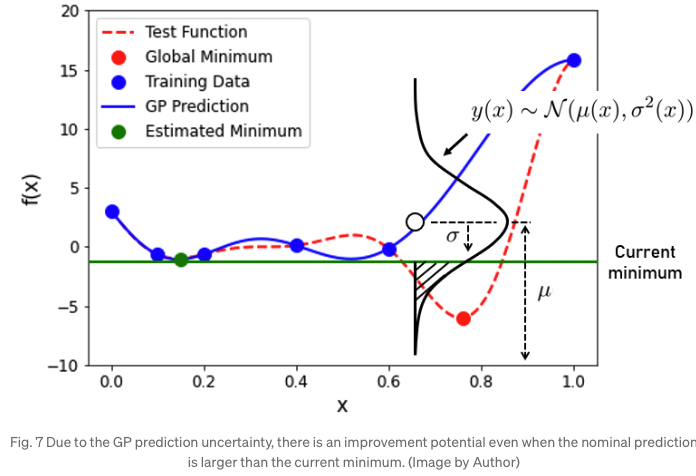 20
15
10
5
0
−5
−10
f(x)
Test Function
Global Minimum
Training Data
GP Prediction
Estimated Minimum
y(x) ∼ 𝒩(μ(x), σ²(x))
σ
μ
Current
minimum
0.0 0.2 0.4 0.6 0.8 1.0
x
Fig. 7 Due to the GP prediction uncertainty, there is an improvement potential even when the nominal prediction
is larger than the current minimum. (Image by Author)